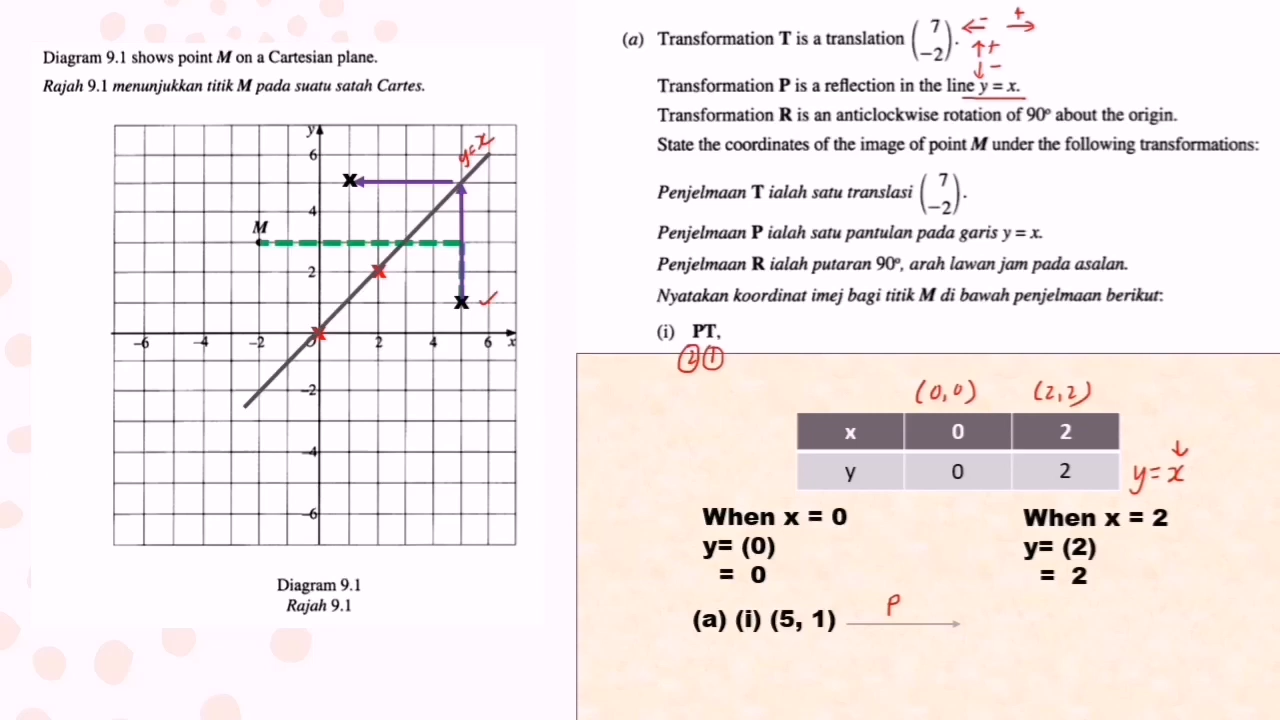 Diagram 9.1 shows point M on a Cartesian plane.
Rajah 9.1 menunjukkan titik M pada suatu satah Cartes.
y
6
y=x
4
M
2
-6
-4
-2
O
2
4
6
x
-2
-4
-6
Diagram 9.1
Rajah 9.1
(a) Transformation T is a translation (7 -2). - +
+
-
Transformation P is a reflection in the line y = x.
Transformation R is an anticlockwise rotation of 90° about the origin.
State the coordinates of the image of point M under the following transformations:
Penjelmaan T ialah satu translasi (7 -2).
Penjelmaan P ialah satu pantulan pada garis y = x.
Penjelmaan R ialah putaran 90°, arah lawan jam pada asalan.
Nyatakan koordinat imej bagi titik M di bawah penjelmaan berikut:
(i) PT,
2 1
(0,0) (2,2)
x 0 2
y 0 2 y=x
When x = 0
y= (0)
= 0
When x = 2
y= (2)
= 2
(a) (i) (5, 1) P